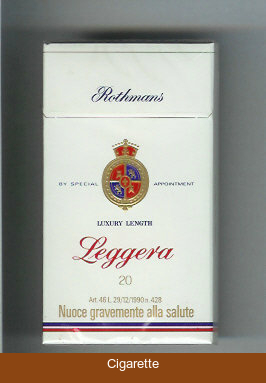 Rothmans
BY SPECIAL APPOINTMENT
LUXURY LENGTH
Leggera
20
Art. 46 L. 29/12/1990 n. 428
Nuoce gravemente alla salute
Cigarette